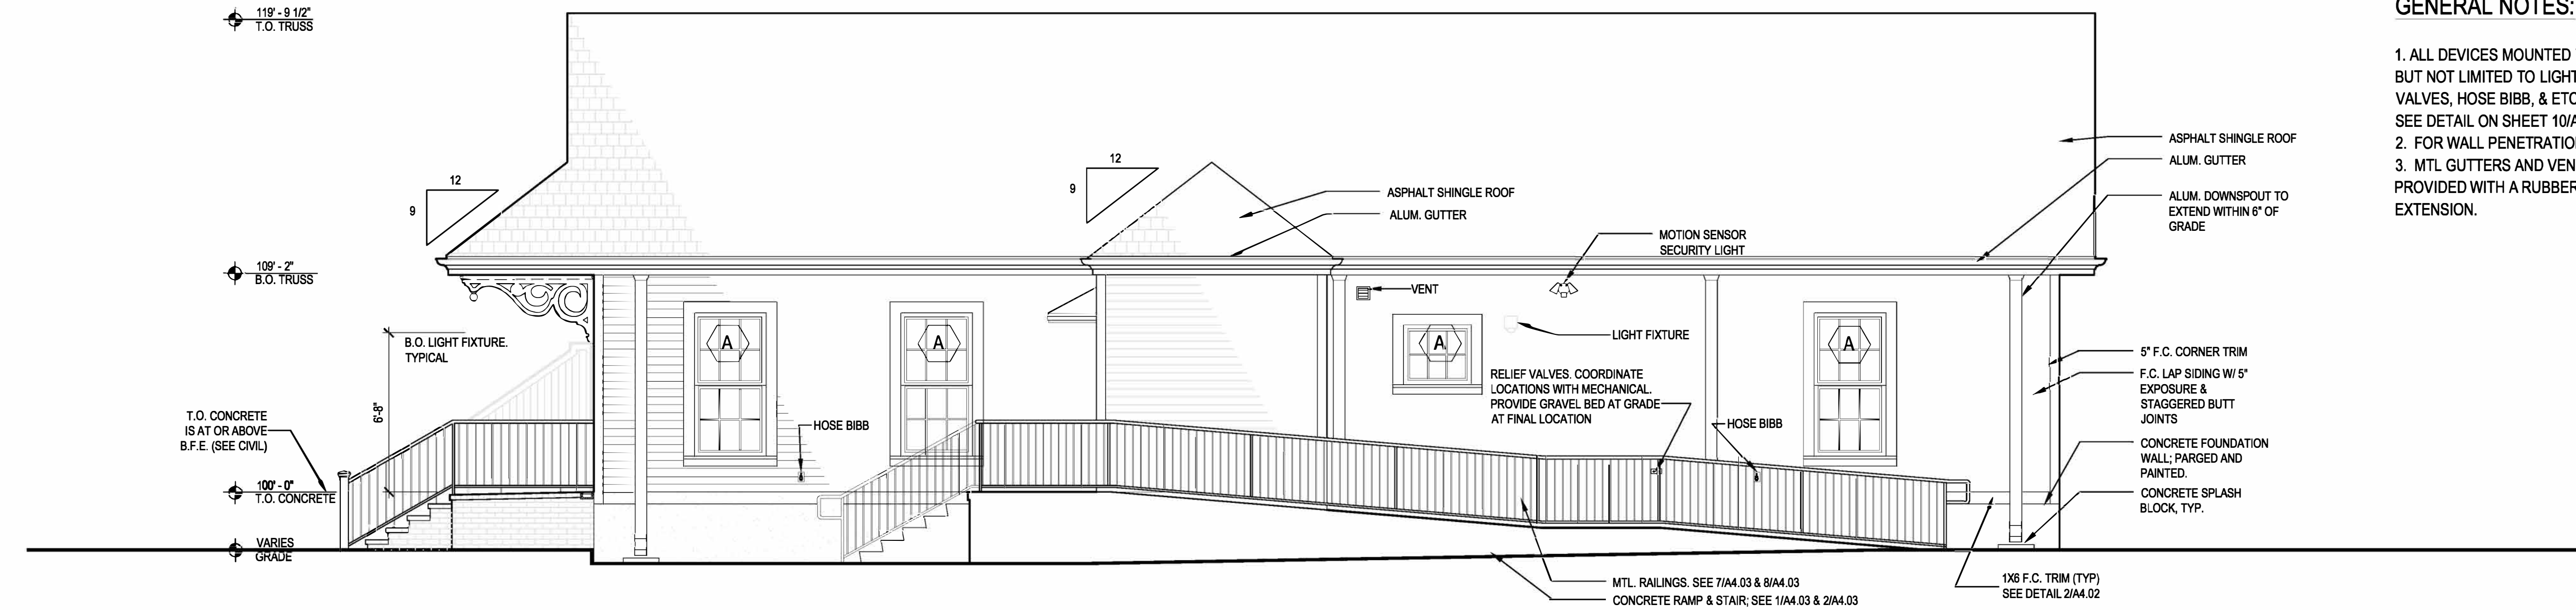 119' - 9 1/2"
T.O. TRUSS
109' - 2"
B.O. TRUSS
12
9
B.O. LIGHT FIXTURE.
TYPICAL
6'-8"
T.O. CONCRETE
IS AT OR ABOVE
B.F.E. (SEE CIVIL)
100' - 0"
T.O. CONCRETE
VARIES
GRADE
A
A
HOSE BIBB
12
9
ASPHALT SHINGLE ROOF
ALUM. GUTTER
MOTION SENSOR
SECURITY LIGHT
VENT
LIGHT FIXTURE
A
RELIEF VALVES. COORDINATE
LOCATIONS WITH MECHANICAL.
PROVIDE GRAVEL BED AT GRADE
AT FINAL LOCATION
HOSE BIBB
A
ASPHALT SHINGLE ROOF
ALUM. GUTTER
ALUM. DOWNSPOUT TO
EXTEND WITHIN 6" OF
GRADE
5" F.C. CORNER TRIM
F.C. LAP SIDING W/ 5"
EXPOSURE &
STAGGERED BUTT
JOINTS
CONCRETE FOUNDATION
WALL; PARGED AND
PAINTED.
CONCRETE SPLASH
BLOCK, TYP.
MTL. RAILINGS. SEE 7/A4.03 & 8/A4.03
CONCRETE RAMP & STAIR; SEE 1/A4.03 & 2/A4.03
1X6 F.C. TRIM (TYP)
SEE DETAIL 2/A4.02
GENERAL NOTES:
1. ALL DEVICES MOUNTED
BUT NOT LIMITED TO LIGHT
VALVES, HOSE BIBB, & ETC
SEE DETAIL ON SHEET 10/A
2. FOR WALL PENETRATION
3. MTL GUTTERS AND VEN
PROVIDED WITH A RUBBER
EXTENSION.